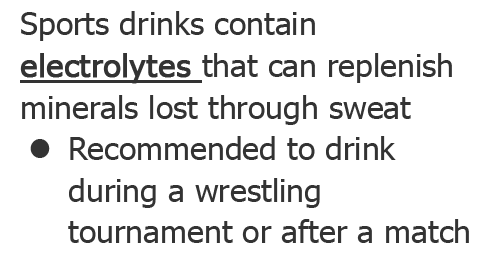 Sports drinks contain
electrolytes that can replenish
minerals lost through sweat
● Recommended to drink
during a wrestling
tournament or after a match